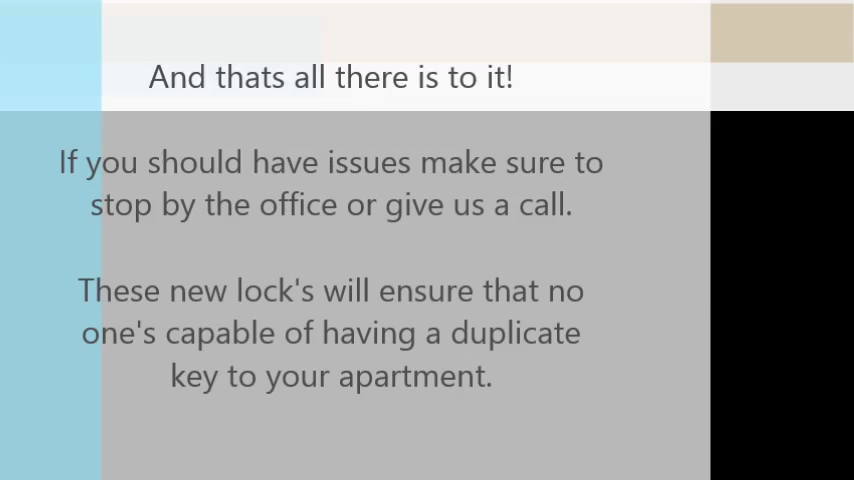 And thats all there is to it!
If you should have issues make sure to
stop by the office or give us a call.
These new lock's will ensure that no
one's capable of having a duplicate
key to your apartment.